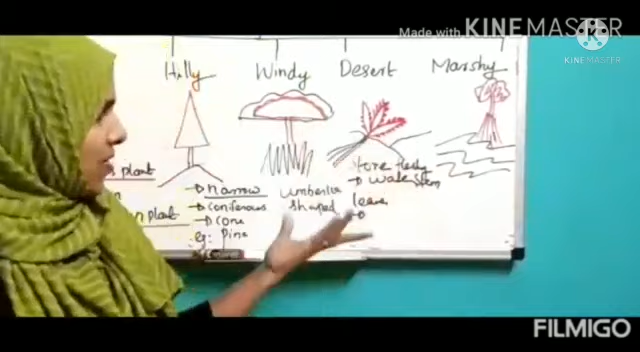 Made with KINEMASTER
KINEMASTER
Hilly Windy Desert Marshy
plant
plant
→ narrow
→ coniferous
→ cone
eg: Pine
umbrella
shaped
store
→ water stem
leaves
→
FILMIGO